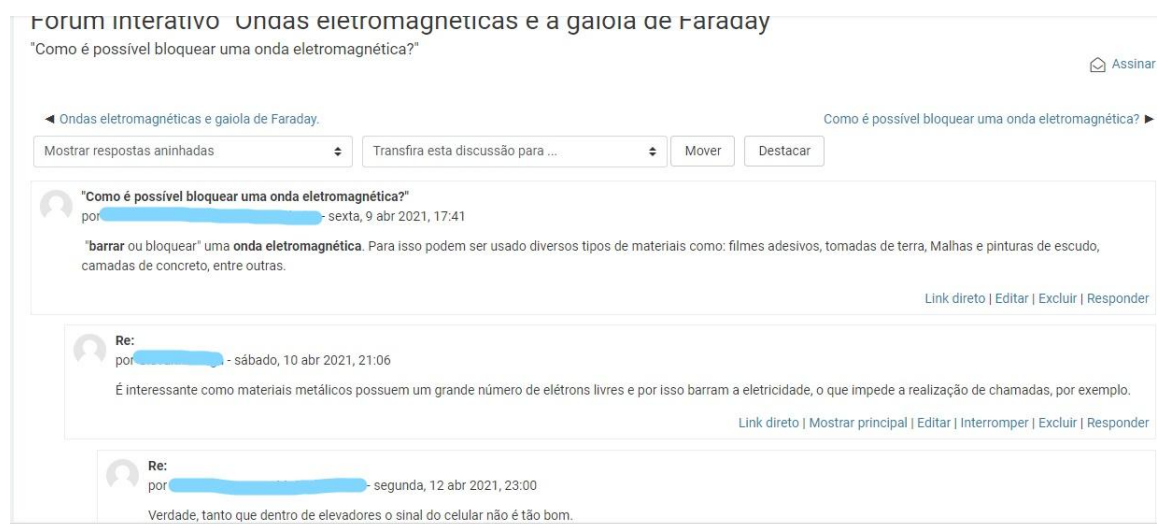 Fórum interativo "Ondas eletromagnéticas e a gaiola de Faraday"
"Como é possível bloquear uma onda eletromagnética?"
Assinar
◄ Ondas eletromagnéticas e gaiola de Faraday.
Como é possível bloquear uma onda eletromagnética? ►
Mostrar respostas aninhadas
Transfira esta discussão para ...
Mover
Destacar
"Como é possível bloquear uma onda eletromagnética?"
por - sexta, 9 abr 2021, 17:41
"barrar ou bloquear" uma onda eletromagnética. Para isso podem ser usado diversos tipos de materiais como: filmes adesivos, tomadas de terra, Malhas e pinturas de escudo,
camadas de concreto, entre outras.
Link direto | Editar | Excluir | Responder
Re:
por - sábado, 10 abr 2021, 21:06
É interessante como materiais metálicos possuem um grande número de elétrons livres e por isso barram a eletricidade, o que impede a realização de chamadas, por exemplo.
Link direto | Mostrar principal | Editar | Interromper | Excluir | Responder
Re:
por - segunda, 12 abr 2021, 23:00
Verdade, tanto que dentro de elevadores o sinal do celular não é tão bom.